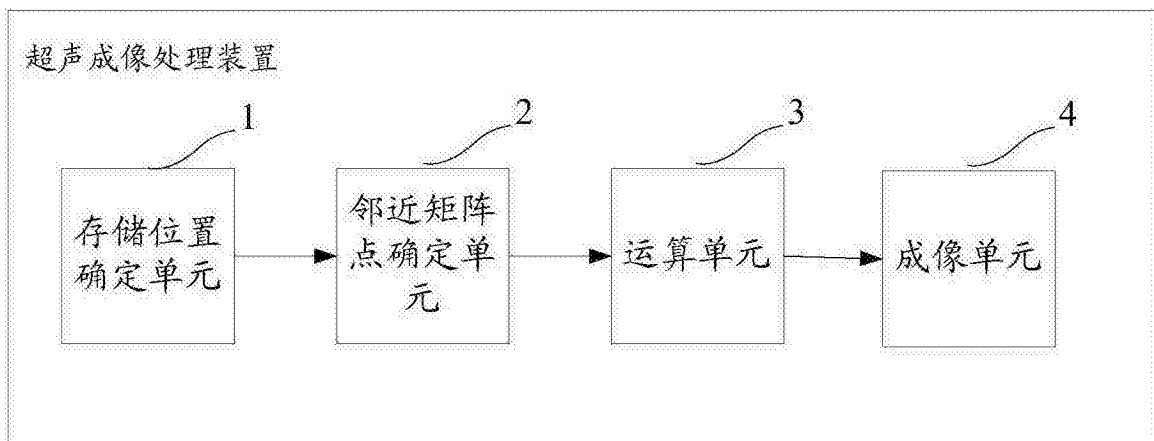 超声成像处理装置
1
2
3
4
存储位置
确定单元
邻近矩阵
点确定单
元
运算单元
成像单元